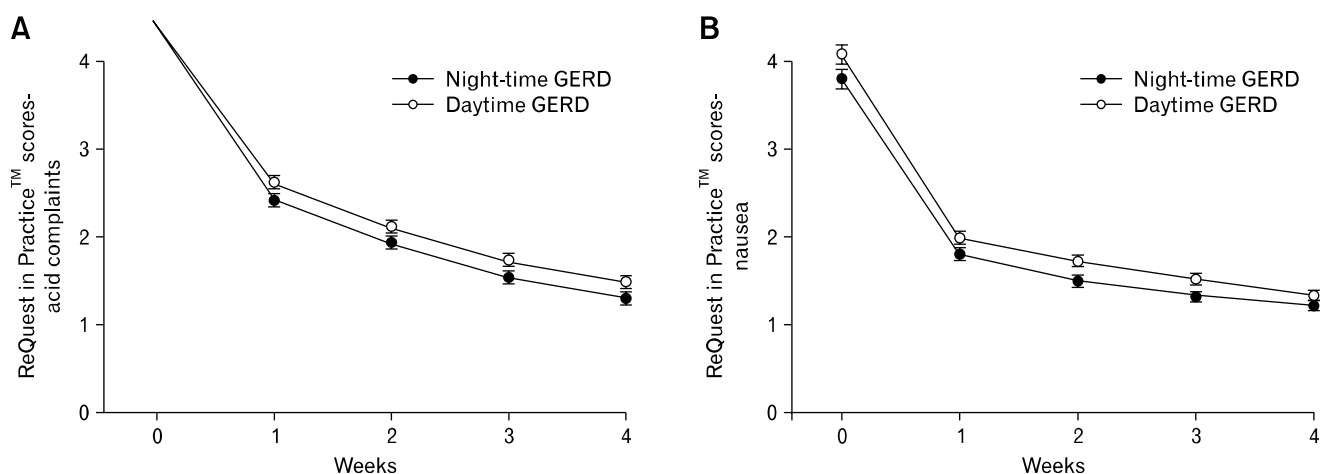 A
ReQuest in Practice™ scores-
acid complaints
4
3
2
1
0
Night-time GERD
Daytime GERD
0 1 2 3 4
Weeks
B
ReQuest in Practice™ scores-
nausea
4
3
2
1
0
Night-time GERD
Daytime GERD
0 1 2 3 4
Weeks